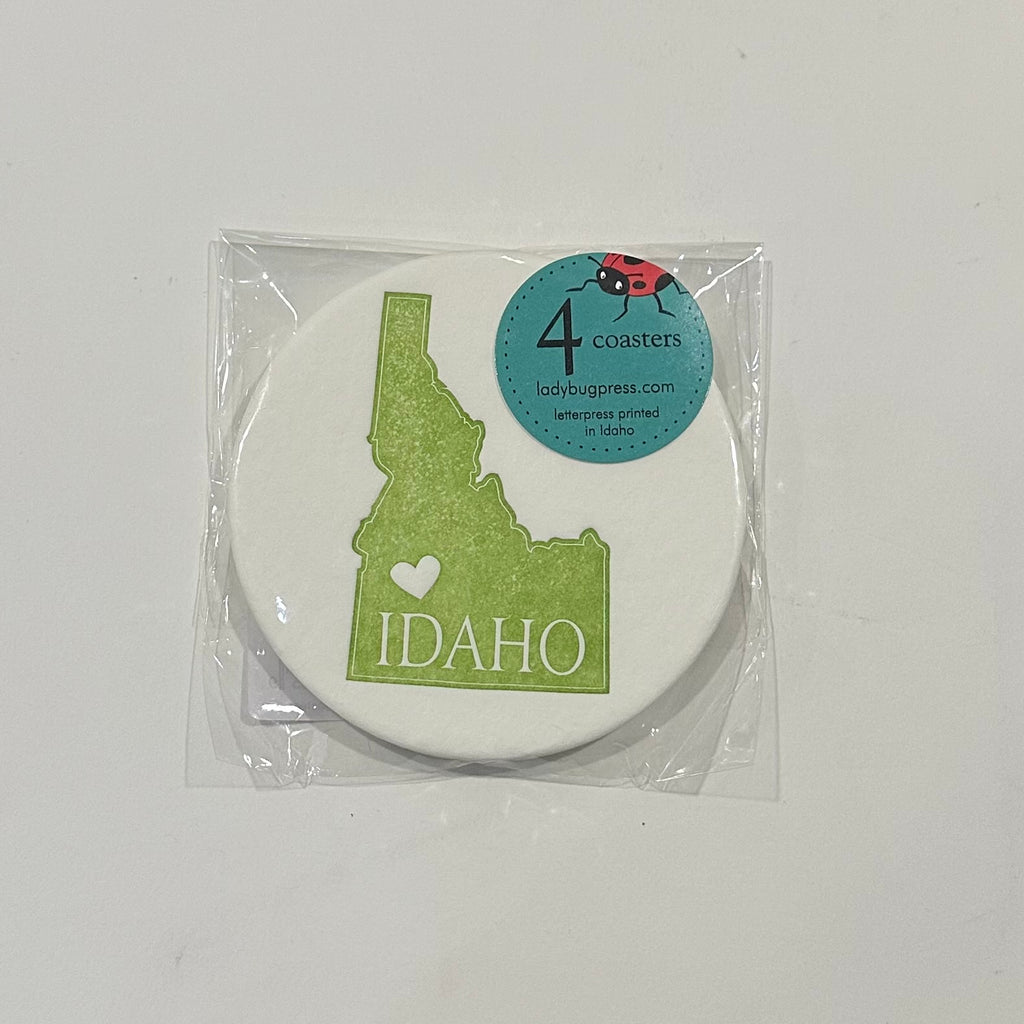 4 coasters
ladybugpress.com
letterpress printed
in Idaho
IDAHO